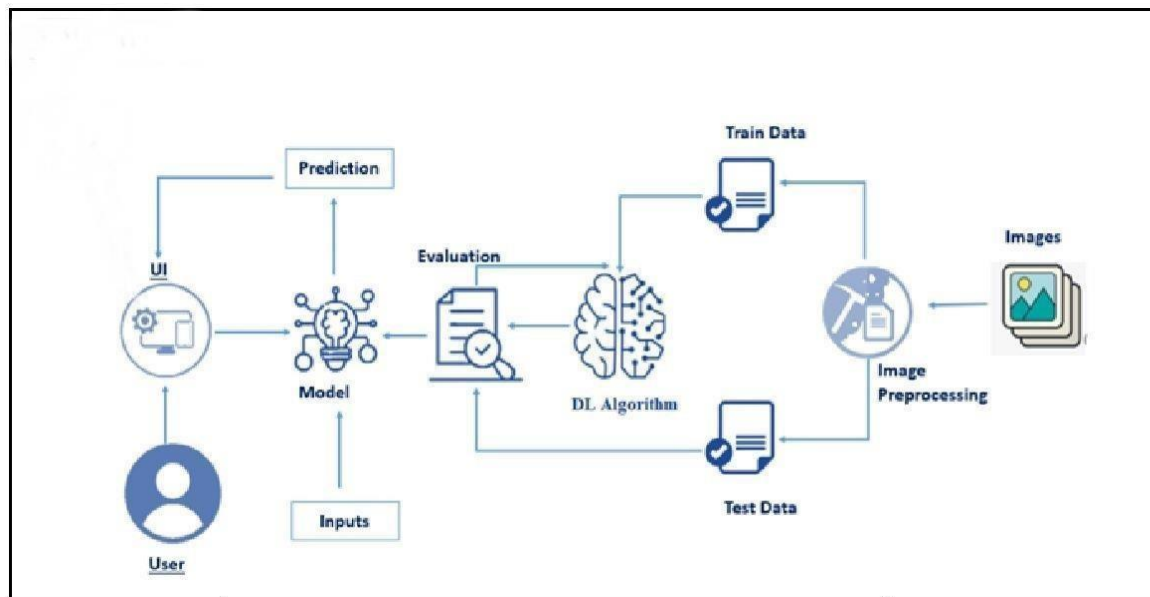 Train Data
Prediction
Images
Evaluation
UI
Image
Preprocessing
Model
DL Algorithm
Test Data
Inputs
User